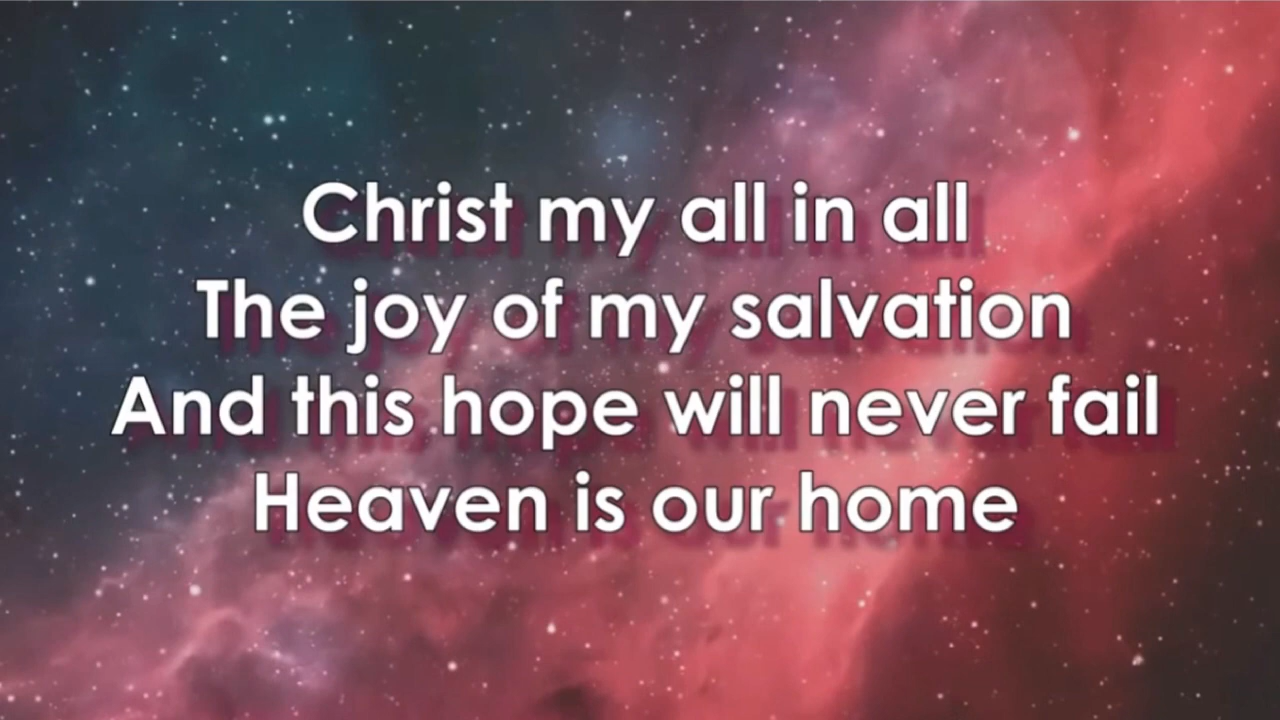 Christ my all in all
The joy of my salvation
And this hope will never fail
Heaven is our home